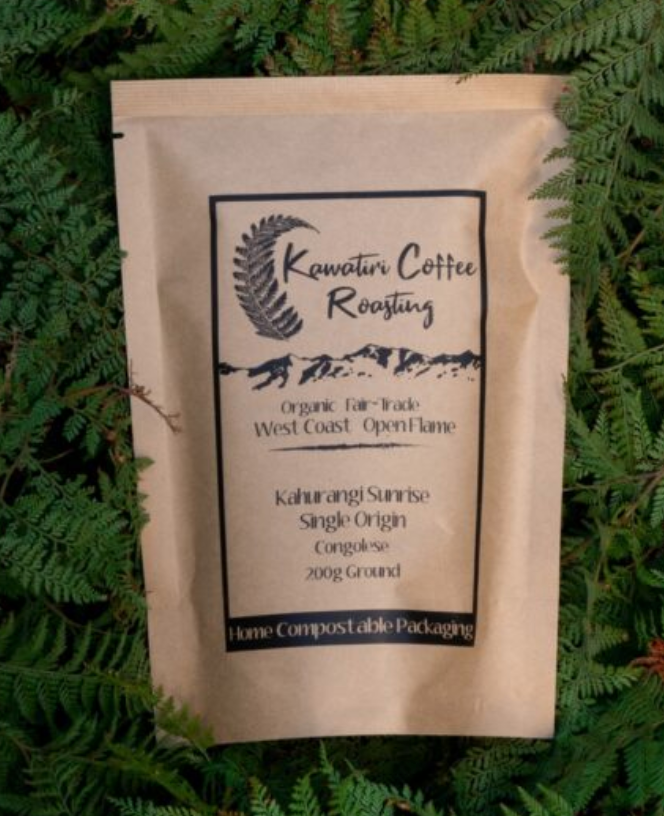 Kawatiri Coffee
Roasting
Organic Fair-Trade
West Coast Open Flame
Kahurangi Sunrise
Single Origin
Congolese
200g Ground
Home Compostable Packaging